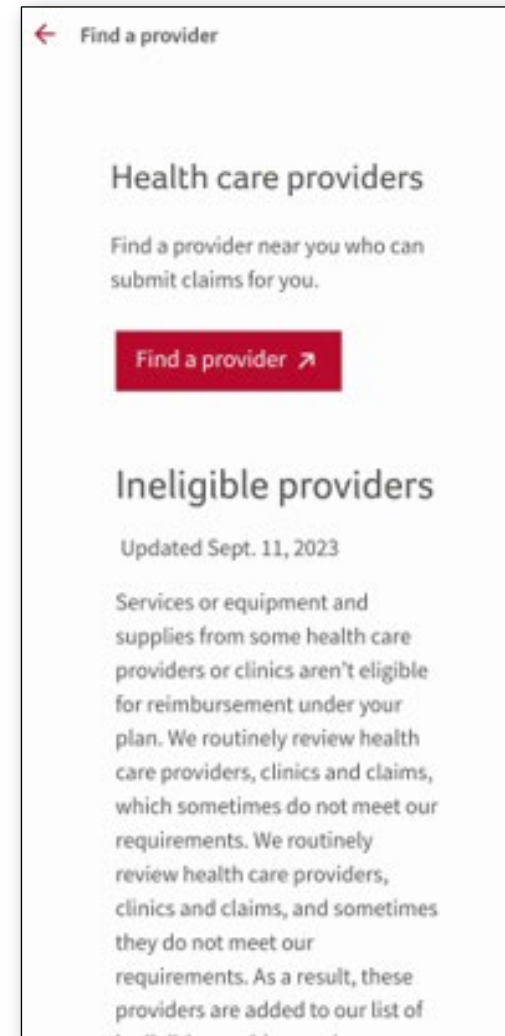 Find a provider
Health care providers
Find a provider near you who can
submit claims for you.
Find a provider
Ineligible providers
Updated Sept. 11, 2023
Services or equipment and
supplies from some health care
providers or clinics aren't eligible
for reimbursement under your
plan. We routinely review health
care providers, clinics and claims,
which sometimes do not meet our
requirements. We routinely
review health care providers,
clinics and claims, and sometimes
they do not meet our
requirements. As a result, these
providers are added to our list of